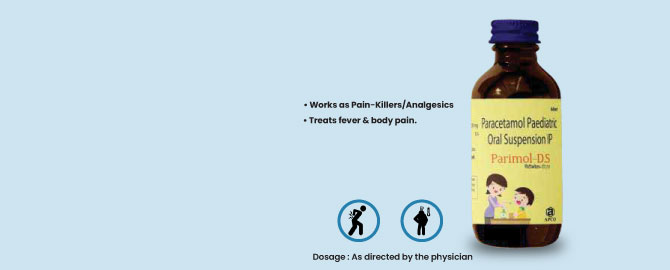 • Works as Pain-Killers/Analgesics
• Treats fever & body pain.
Dosage : As directed by the physician
Paracetamol Paediatric
Oral Suspension IP
Parimol-DS
APCO